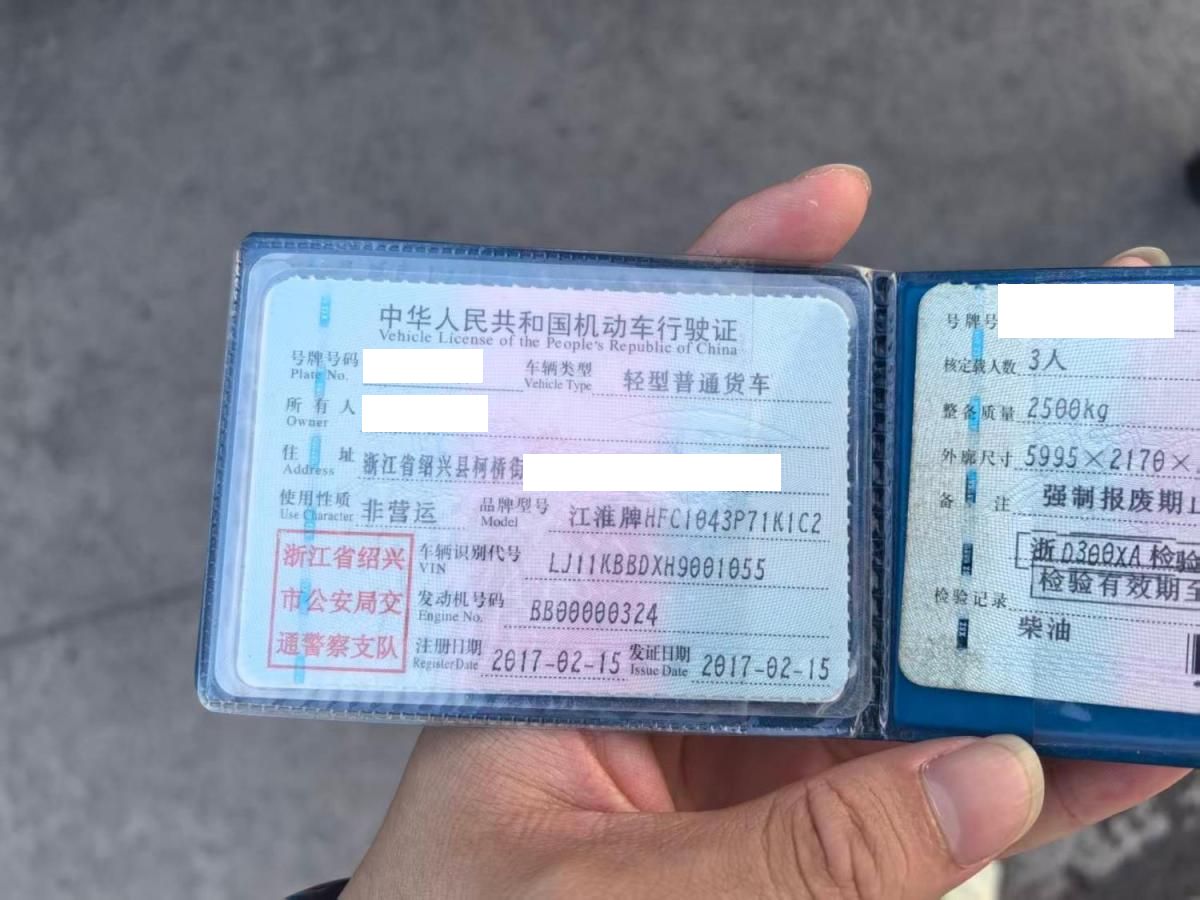 中华人民共和国机动车行驶证
Vehicle License of the People's Republic of China
号牌号码
Plate No.
车辆类型 轻型普通货车
Vehicle Type
所有人
Owner
住址 浙江省绍兴县柯桥街
Address
使用性质 非营运
Use Character
品牌型号 江淮牌HFC1043P71K1C2
Model
浙江省绍兴
市公安局交
通警察支队
车辆识别代号 LJ11KBBDXH9001055
VIN
发动机号码 BB00000324
Engine No.
注册日期 2017-02-15
Register Date
发证日期 2017-02-15
Issue Date
号牌号
核定载人数 3人
整备质量 2500kg
外廓尺寸 5995×2170×
备注 强制报废期
浙D300XA检验
检验有效期至
检验记录
柴油